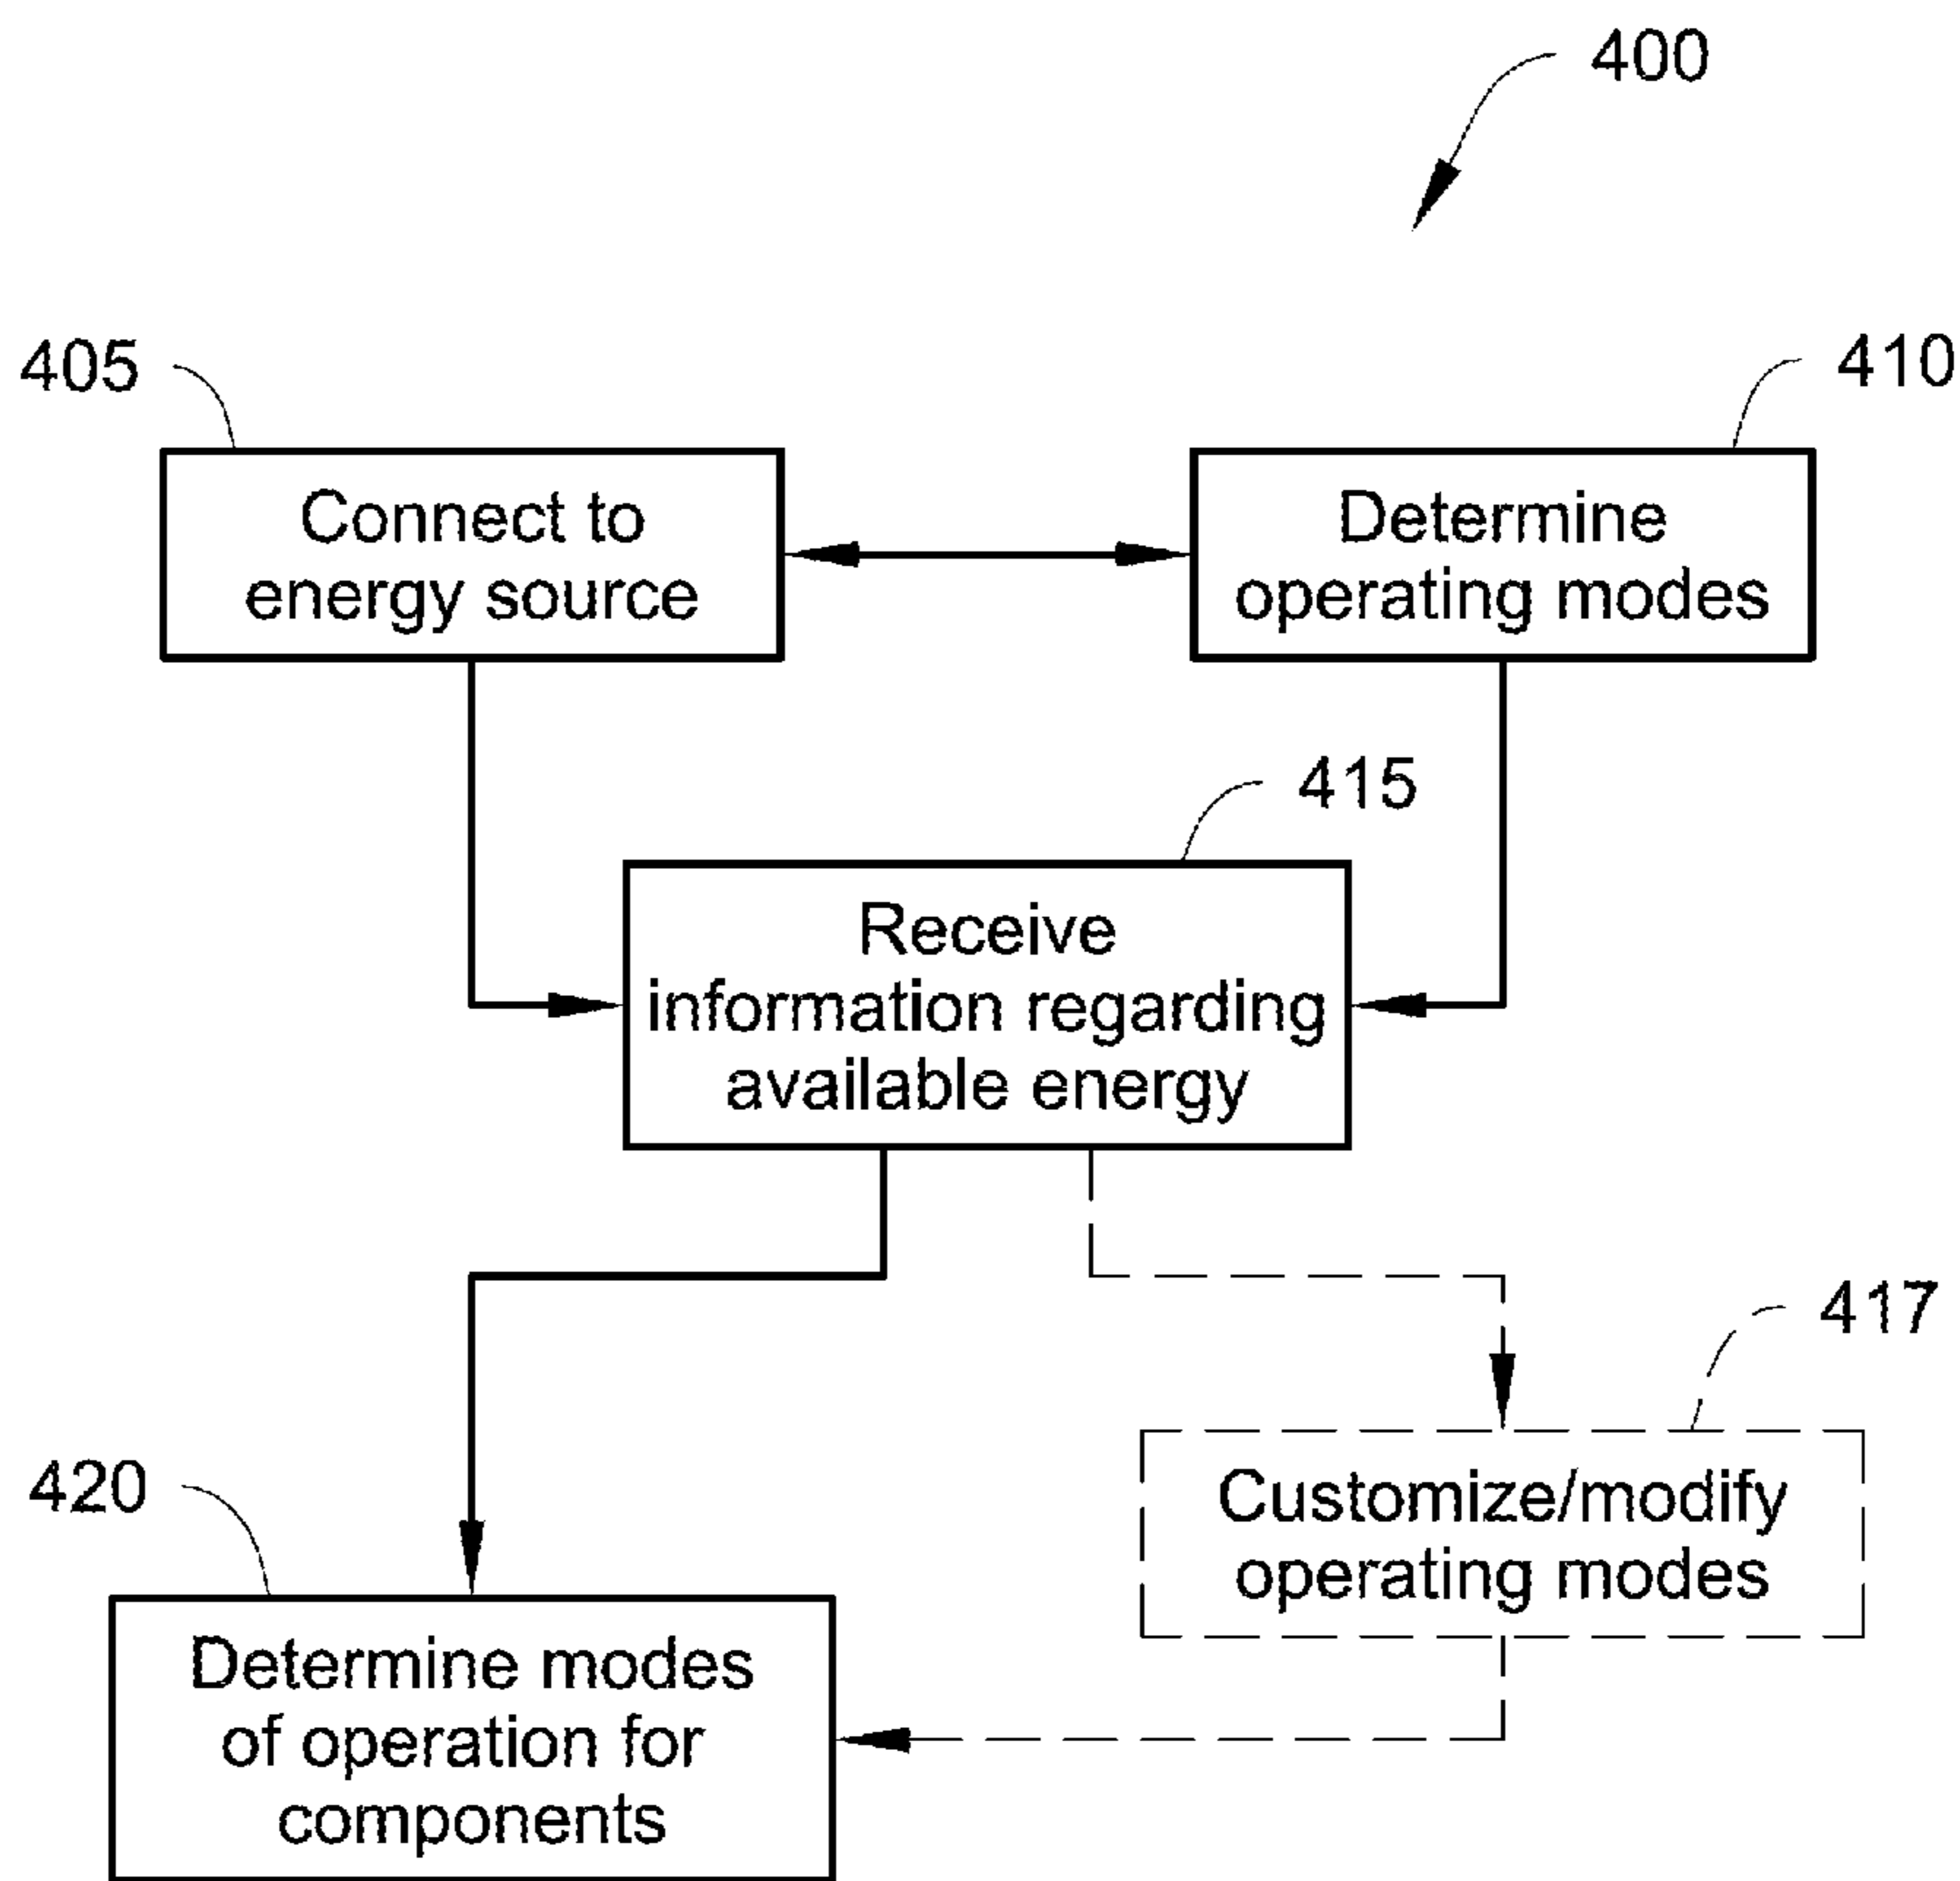 400
405
410
Connect to
energy source
Determine
operating modes
415
Receive
information regarding
available energy
417
Customize/modify
operating modes
420
Determine modes
of operation for
components